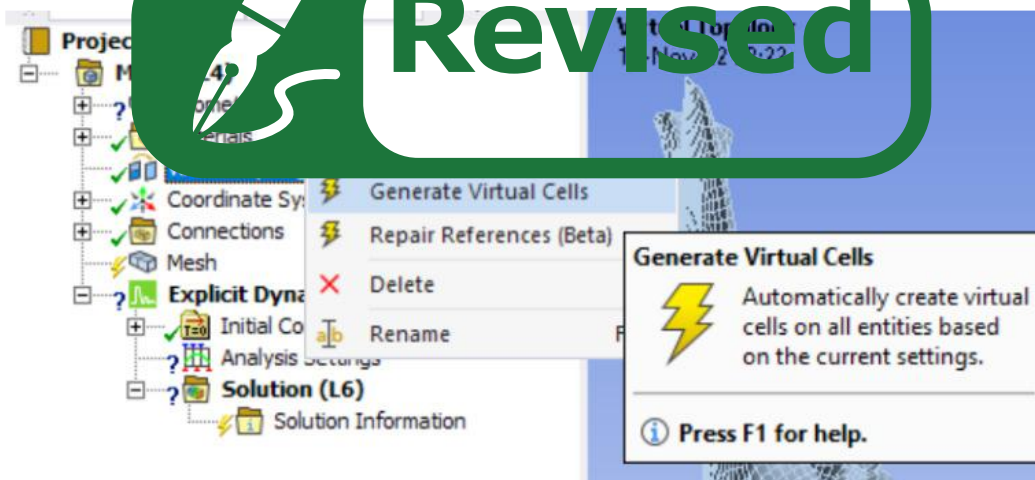 Revised
Projec
Coordinate Sy
Connections
Mesh
Explicit Dyna
Initial Co
Analysis Settings
Solution (L6)
Solution Information
Generate Virtual Cells
Repair References (Beta)
Delete
Rename
F
Generate Virtual Cells
Automatically create virtual
cells on all entities based
on the current settings.
Press F1 for help.